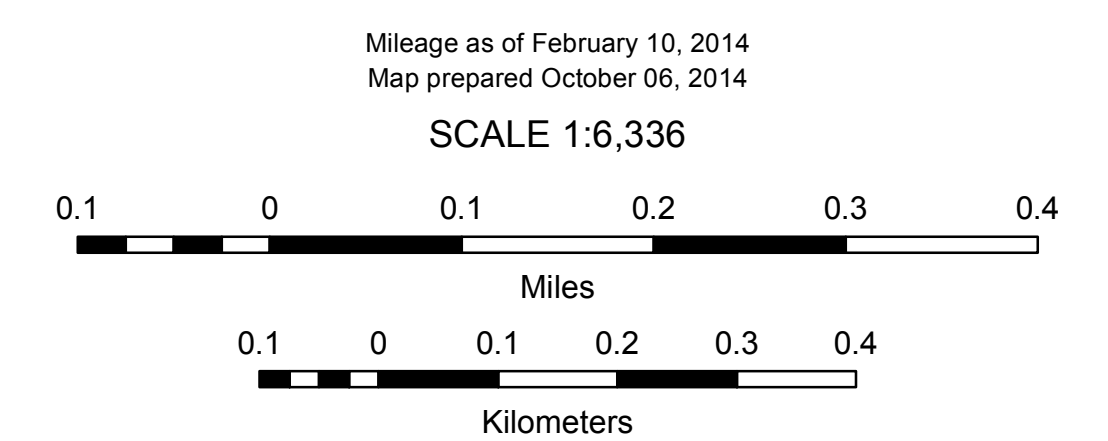 Mileage as of February 10, 2014
Map prepared October 06, 2014
SCALE 1:6,336
0.1 0 0.1 0.2 0.3 0.4
Miles
0.1 0 0.1 0.2 0.3 0.4
Kilometers